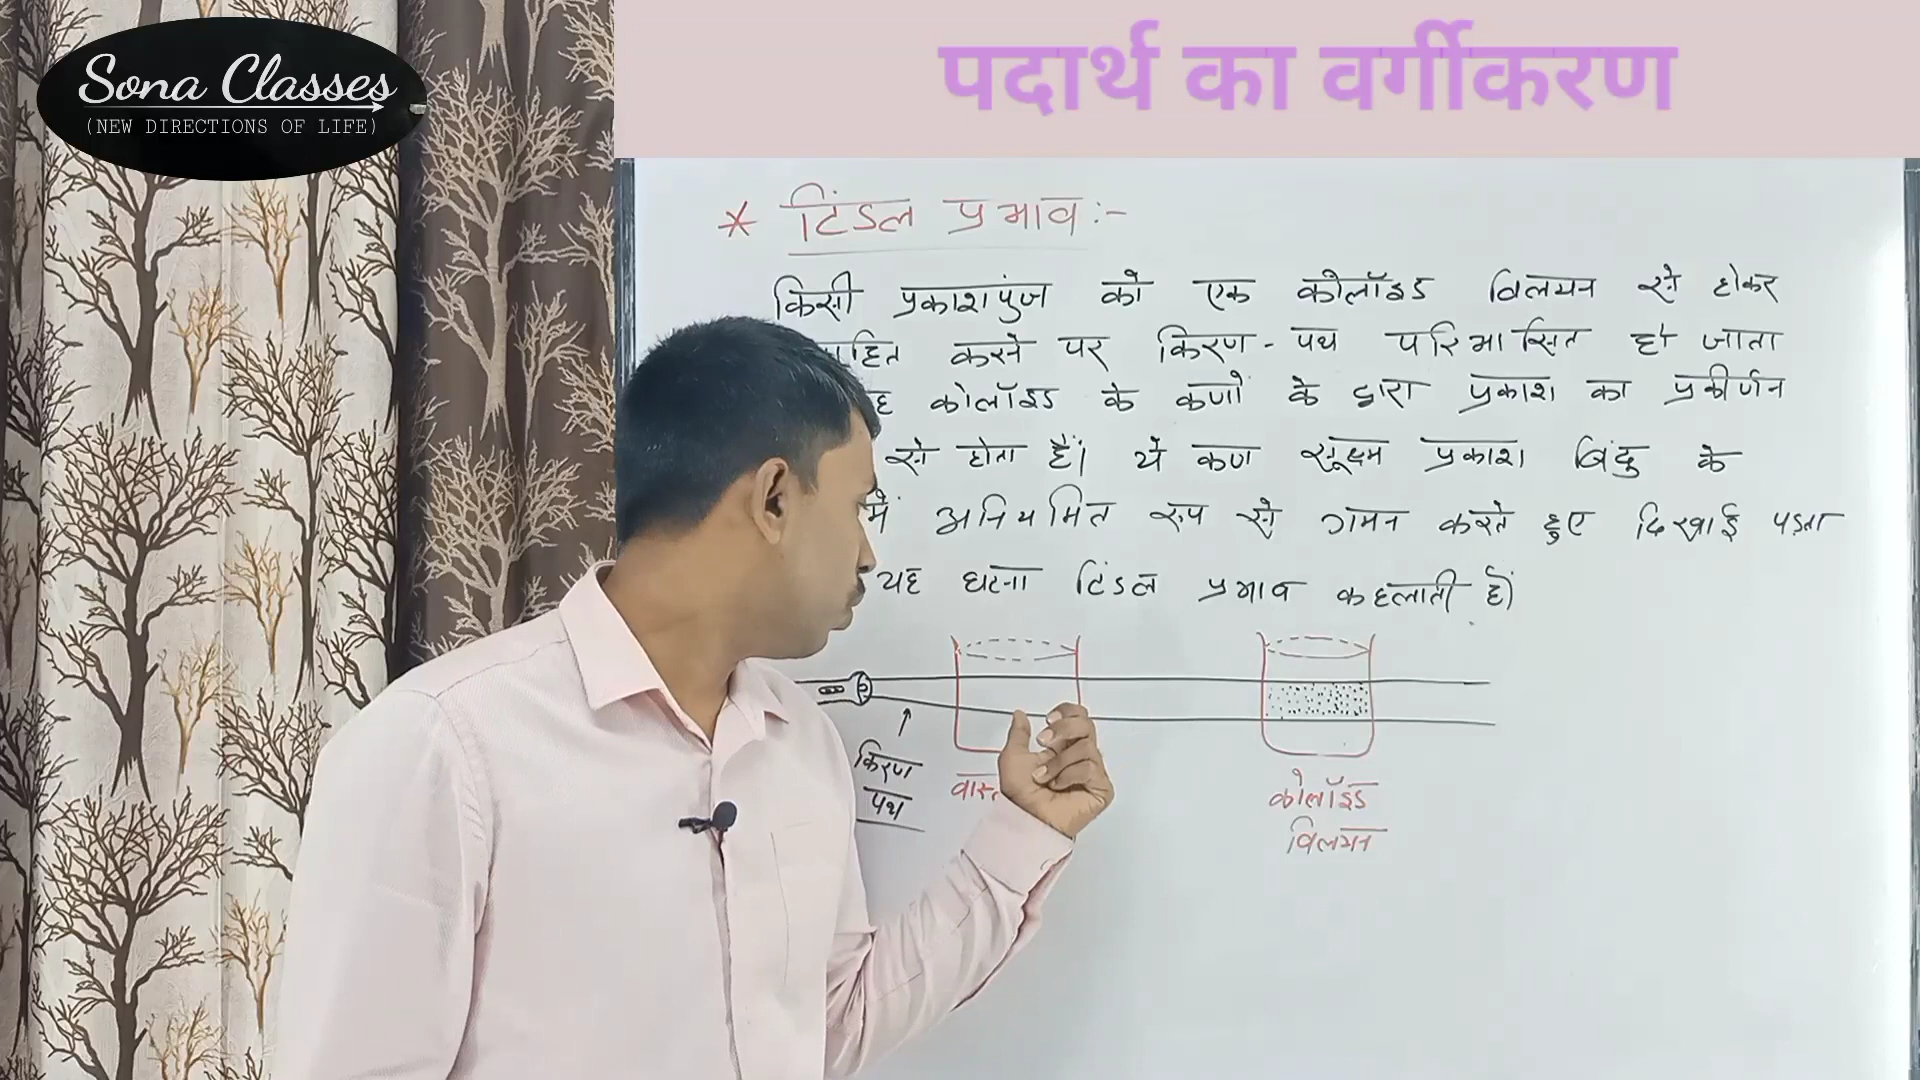 Sona Classes
(NEW DIRECTIONS OF LIFE)
पदार्थ का वर्गीकरण
* टिंडल प्रभाव :-
किसी प्रकाशपुंज को एक कोलॉइड विलयन से होकर
करने पर किरण - पथ परिभासित हो जाता
कोलॉइड के कणों के द्वारा प्रकाश का प्रकीर्णन
से होता है। ये कण सूक्ष्म प्रकाश बिंदु के
में अनियमित रूप से गमन करते हुए दिखाई पड़ता
यह घटना टिंडल प्रभाव कहलाती है।
किरण
पथ
कोलॉइड
विलयन